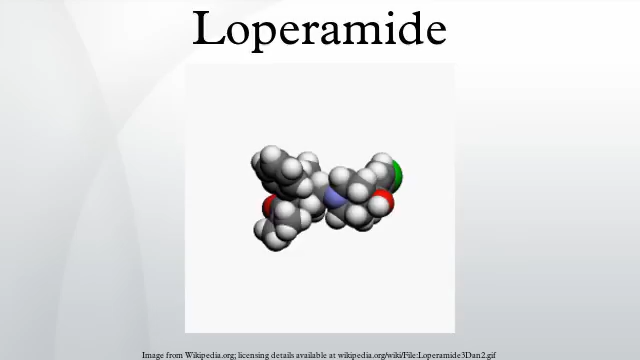 Loperamide
Image from Wikipedia.org; licensing details available at wikipedia.org/wiki/File:Loperamide3Dan2.gif